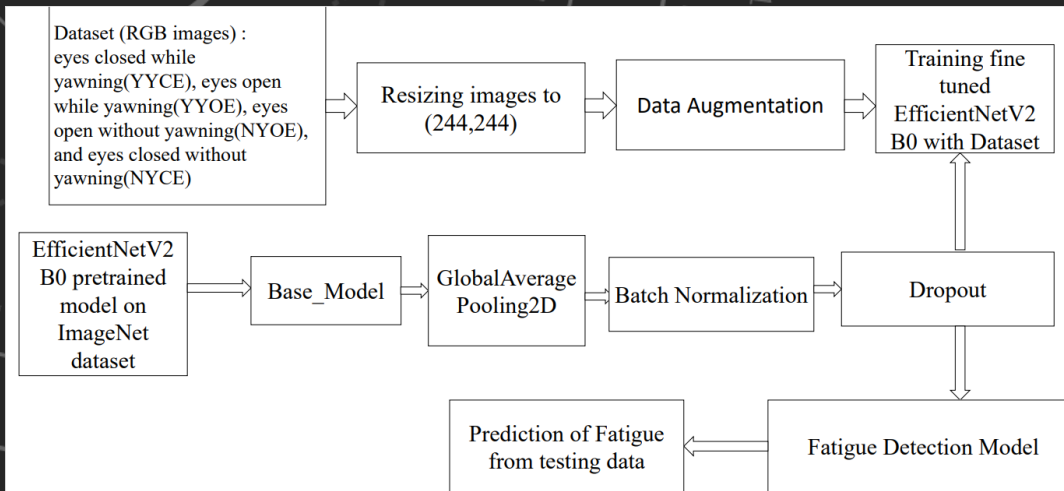 Dataset (RGB images) :
eyes closed while
yawning(YYCE), eyes open
while yawning(YYOE), eyes
open without yawning(NYOE),
and eyes closed without
yawning(NYCE)
Resizing images to
(244,244)
Data Augmentation
Training fine
tuned
EfficientNetV2
B0 with Dataset
EfficientNetV2
B0 pretrained
model on
ImageNet
dataset
Base_Model
GlobalAverage
Pooling2D
Batch Normalization
Dropout
Prediction of Fatigue
from testing data
Fatigue Detection Model